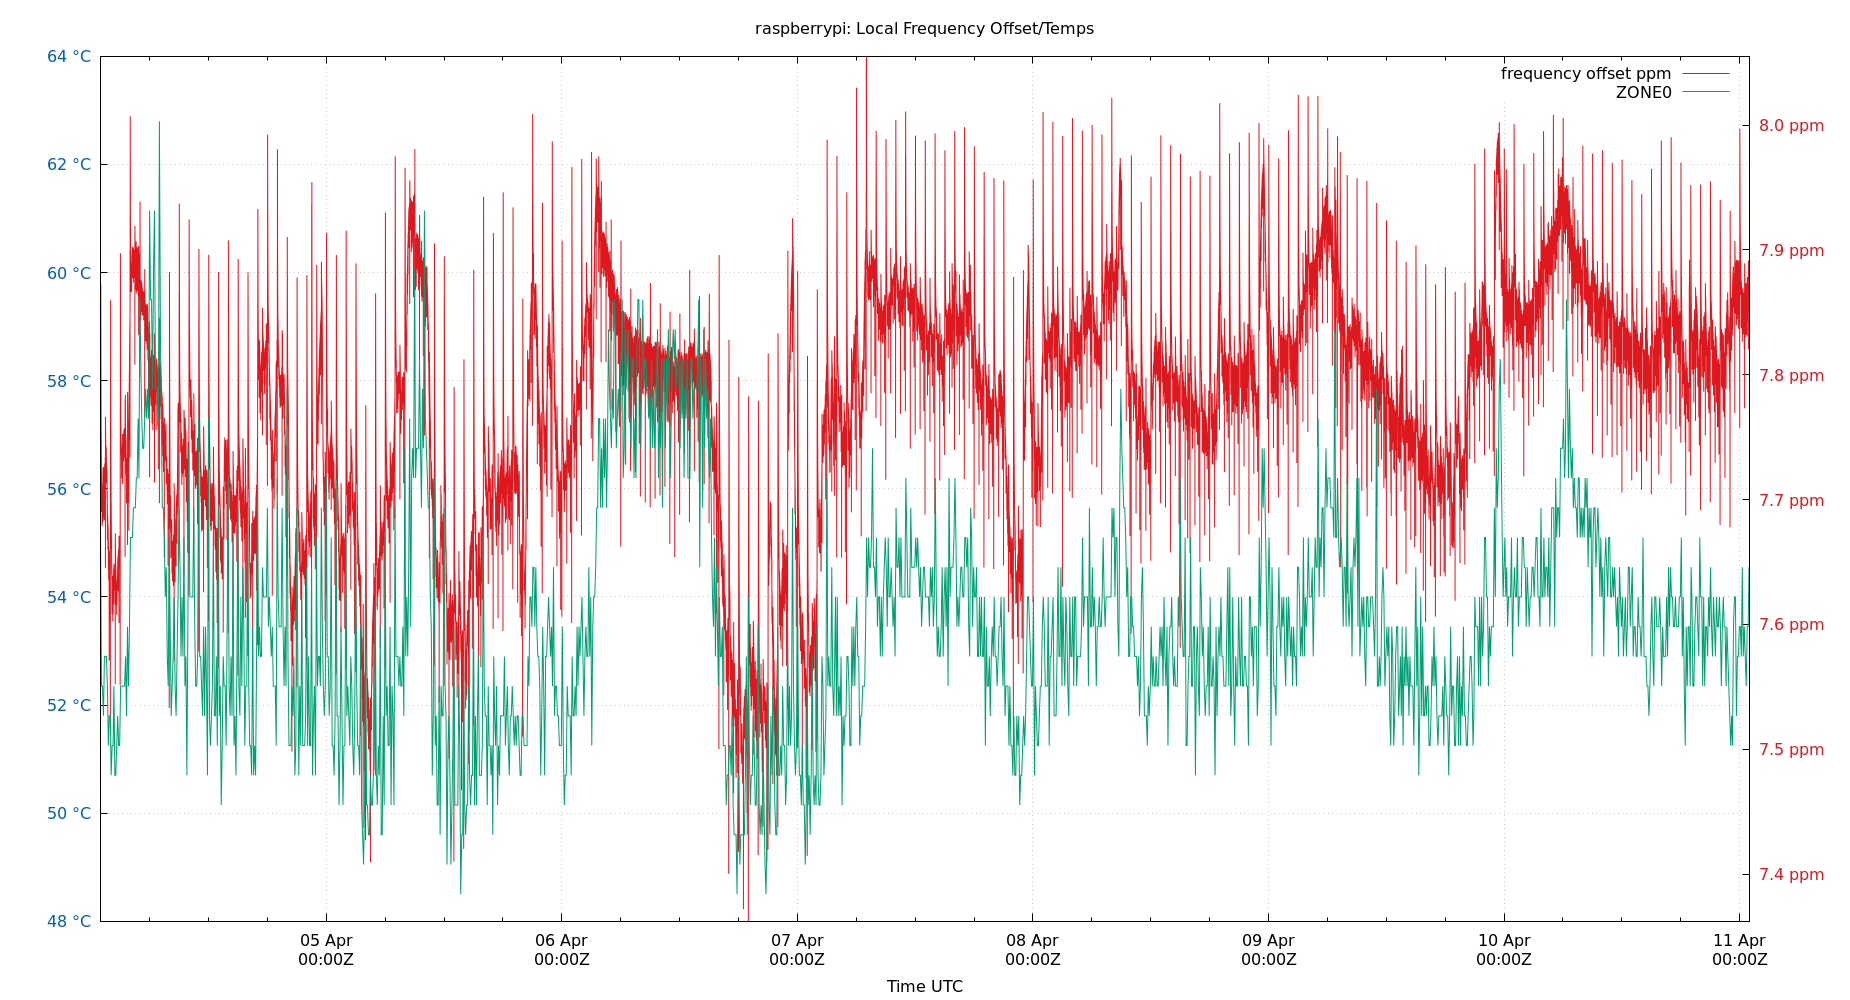 raspberrypi: Local Frequency Offset/Temps
64 °C
62 °C
60 °C
58 °C
56 °C
54 °C
52 °C
50 °C
48 °C
frequency offset ppm
ZONE0
8.0 ppm
7.9 ppm
7.8 ppm
7.7 ppm
7.6 ppm
7.5 ppm
7.4 ppm
05 Apr
00:00Z
06 Apr
00:00Z
07 Apr
00:00Z
08 Apr
00:00Z
09 Apr
00:00Z
10 Apr
00:00Z
11 Apr
00:00Z
Time UTC